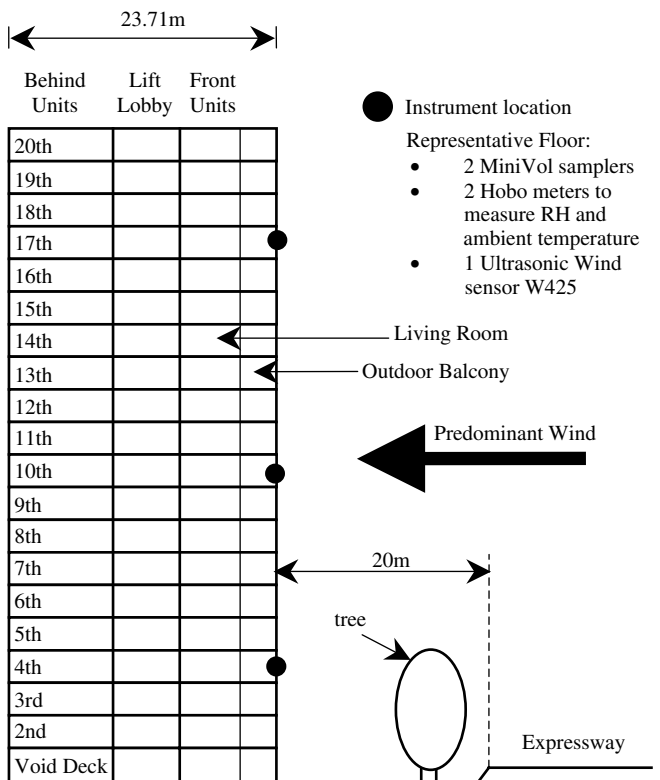 23.71m
Behind
Units
Lift
Lobby
Front
Units
Instrument location
Representative Floor:
• 2 MiniVol samplers
• 2 Hobo meters to
measure RH and
ambient temperature
• 1 Ultrasonic Wind
sensor W425
20th
19th
18th
17th
16th
15th
14th
Living Room
13th
Outdoor Balcony
12th
11th
Predominant Wind
10th
9th
8th
7th
20m
6th
5th
tree
4th
3rd
2nd
Expressway
Void Deck